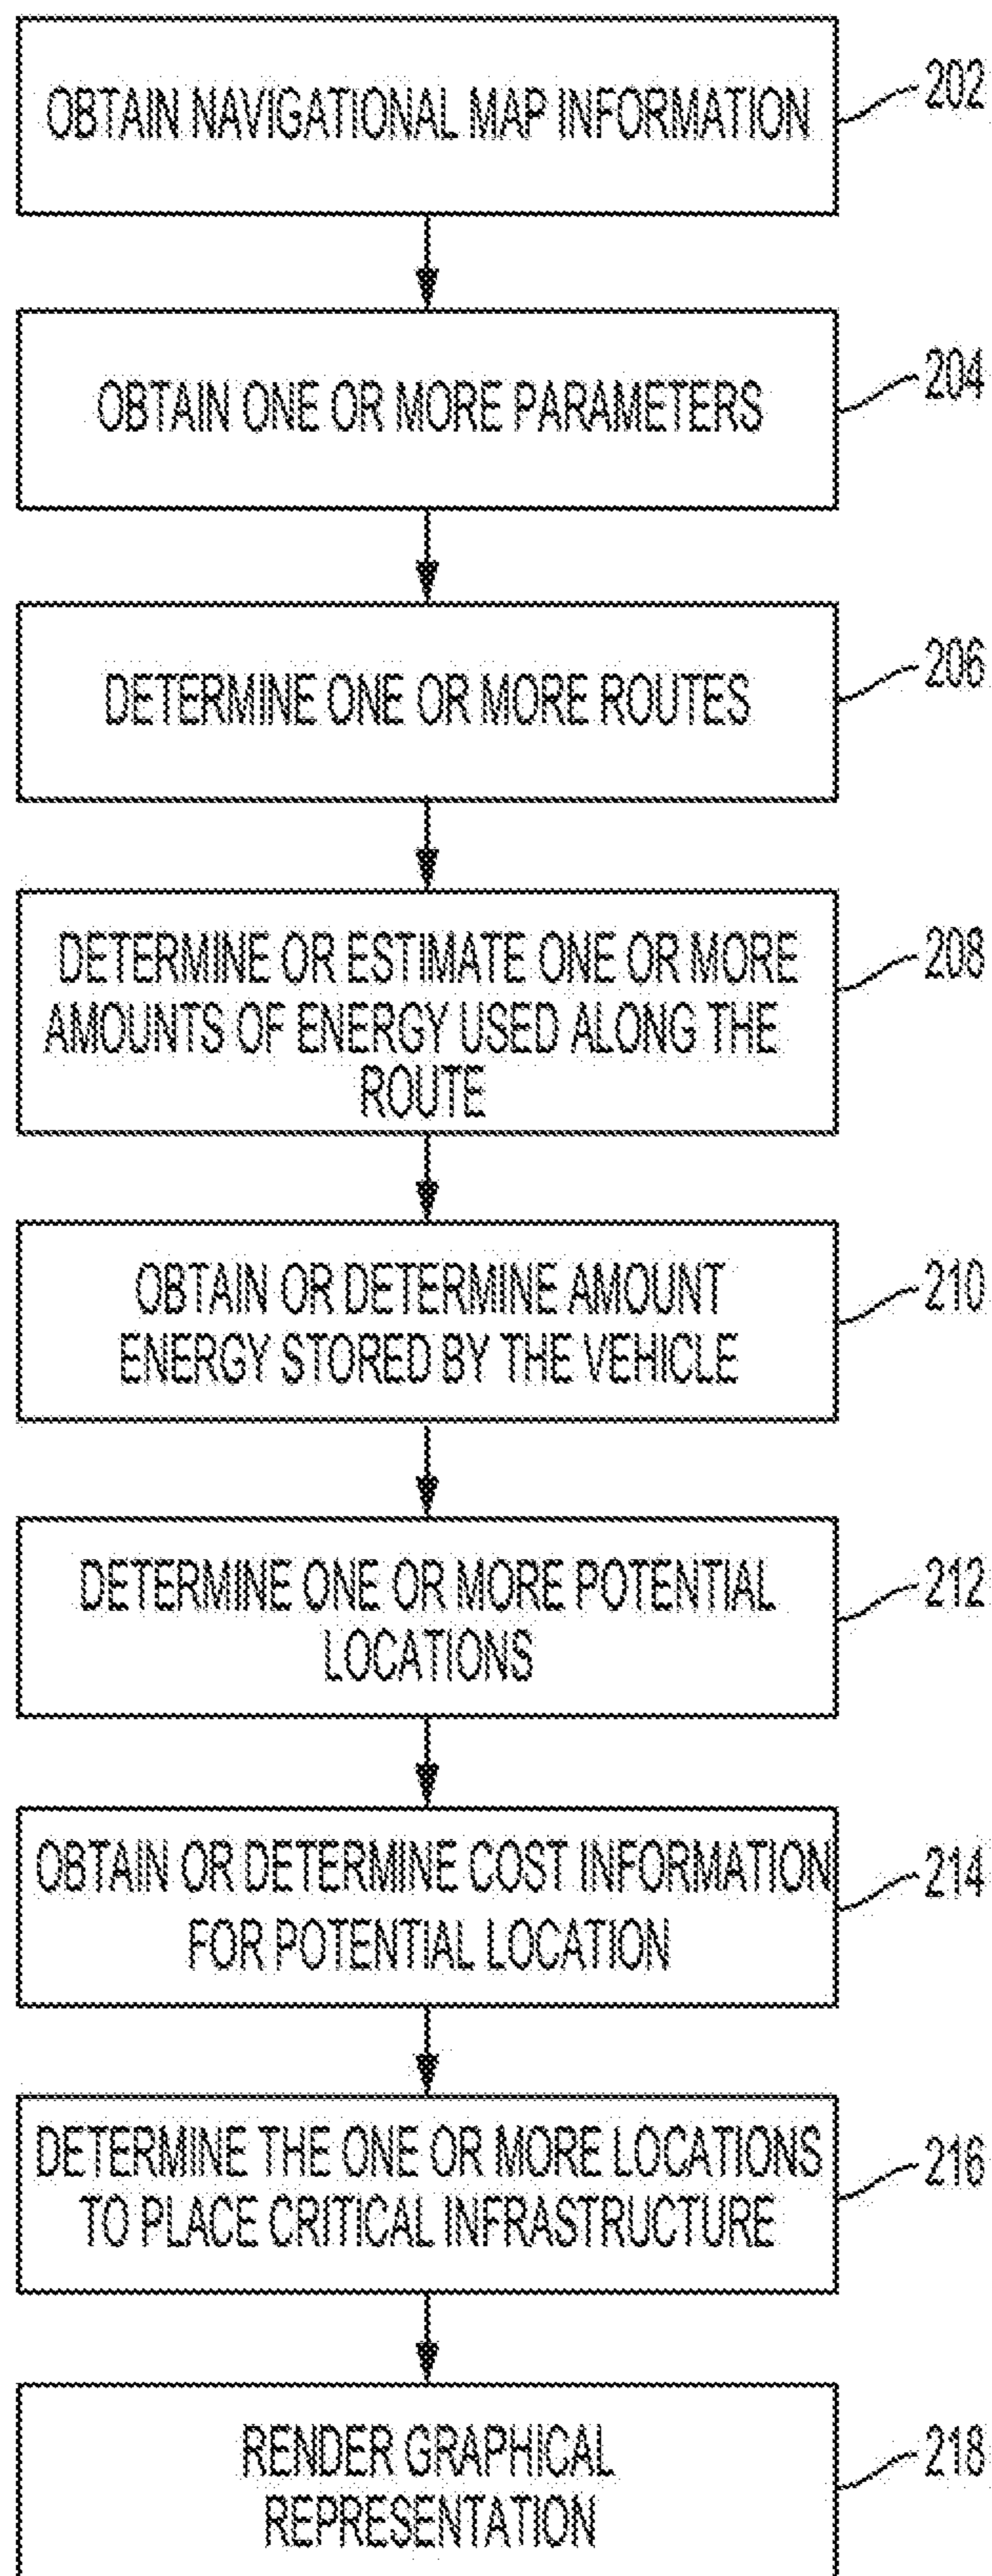 OBTAIN NAVIGATIONAL MAP INFORMATION
202
OBTAIN ONE OR MORE PARAMETERS
204
DETERMINE ONE OR MORE ROUTES
206
DETERMINE OR ESTIMATE ONE OR MORE
AMOUNTS OF ENERGY USED ALONG THE
ROUTE
208
OBTAIN OR DETERMINE AMOUNT
ENERGY STORED BY THE VEHICLE
210
DETERMINE ONE OR MORE POTENTIAL
LOCATIONS
212
OBTAIN OR DETERMINE COST INFORMATION
FOR POTENTIAL LOCATION
214
DETERMINE THE ONE OR MORE LOCATIONS
TO PLACE CRITICAL INFRASTRUCTURE
216
RENDER GRAPHICAL
REPRESENTATION
218